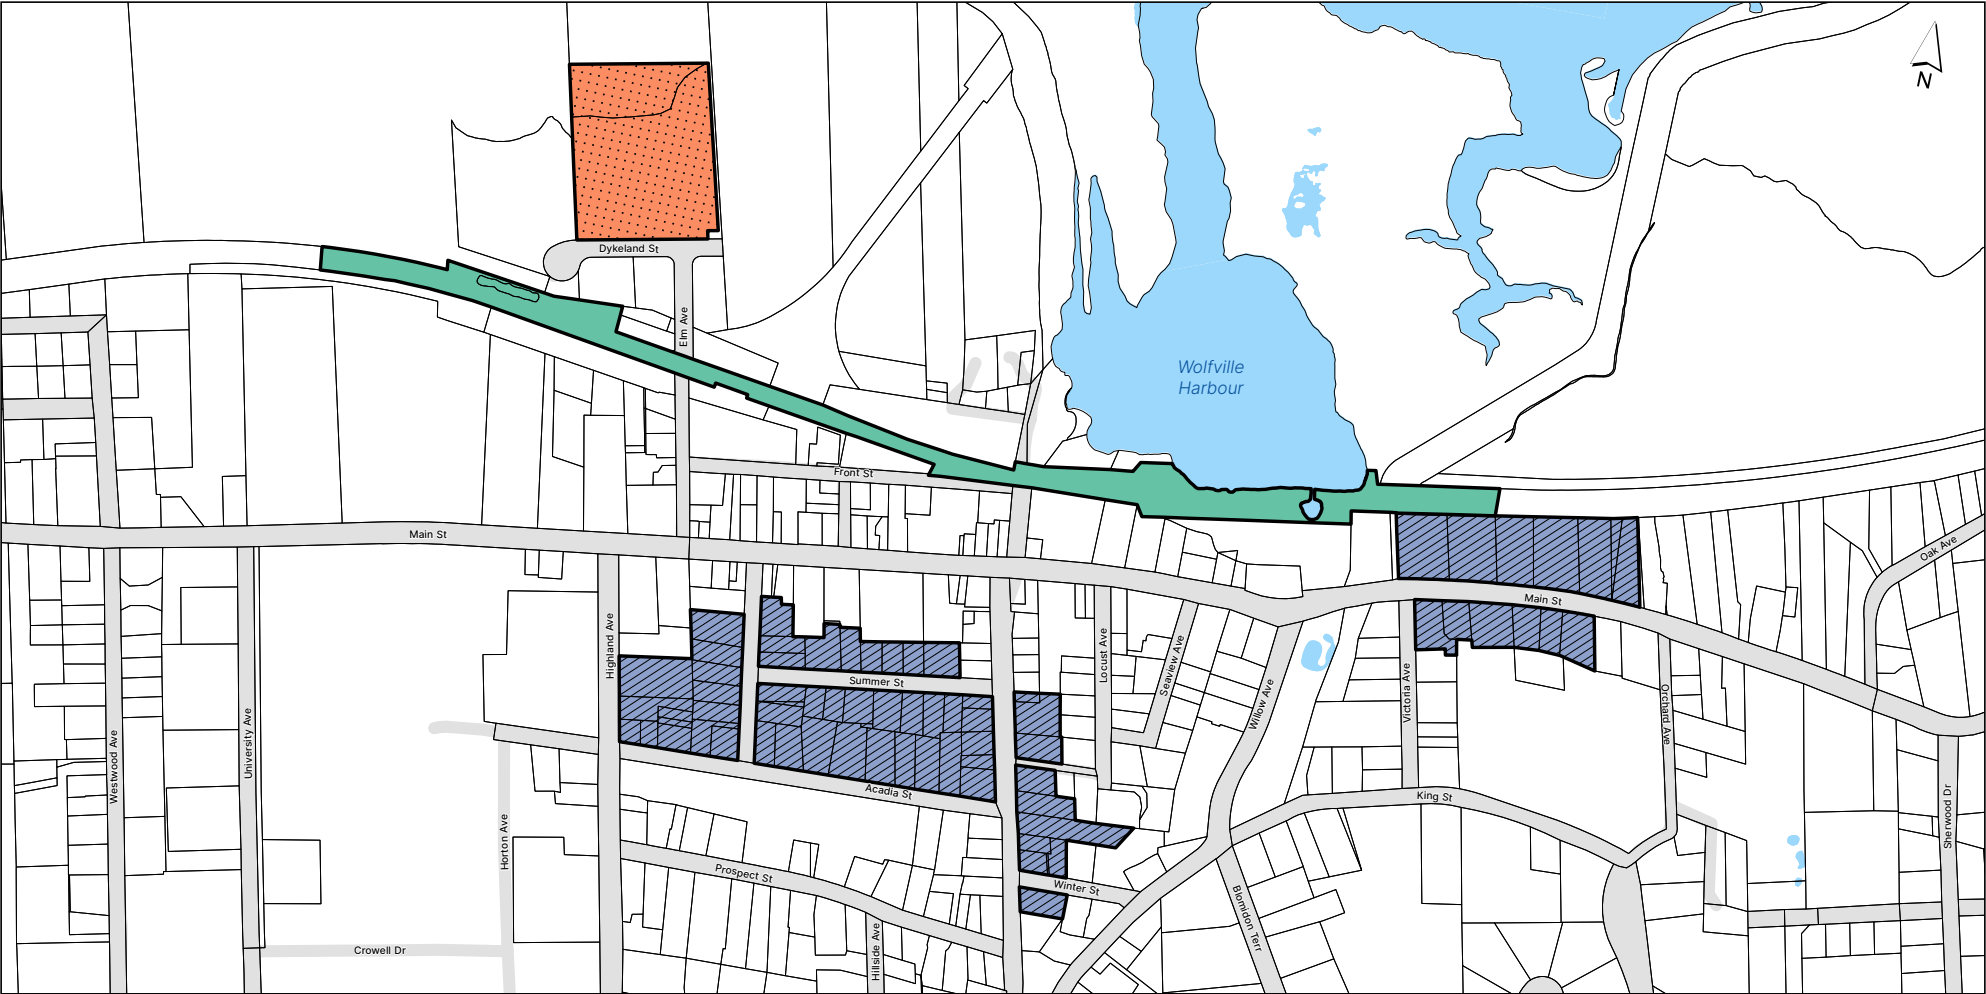 N
Dykeland St
Elm Ave
Wolfville
Harbour
Front St
Main St
Oak Ave
Main St
Highland Ave
Locust Ave
Seaview Ave
Summer St
Willow Ave
Victoria Ave
Orchard Ave
Westwood Ave
University Ave
Acadia St
King St
Sherwood Dr
Horton Ave
Prospect St
Winter St
Blomidon Terr
Hillside Ave
Crowell Dr